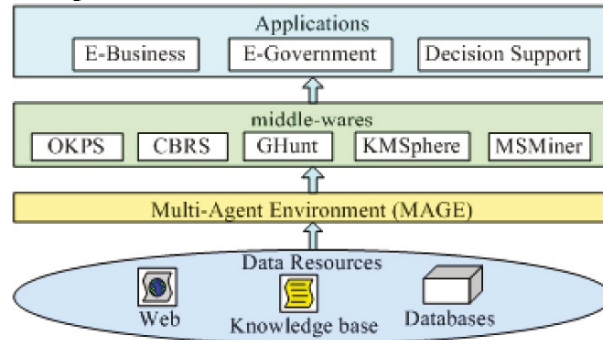 Applications
E-Business E-Government Decision Support
middle-wares
OKPS CBRS GHunt KMSphere MSMiner
Multi-Agent Environment (MAGE)
Data Resources
Web Knowledge base Databases